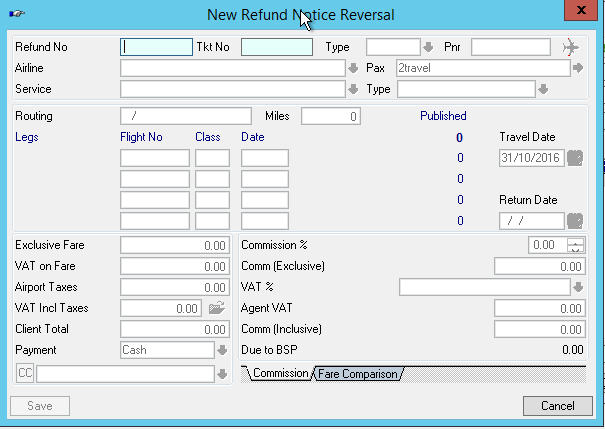 New Refund Notice Reversal
x
Refund No Tkt No Type Pnr
Airline Pax 2travel
Service Type
Routing / Miles 0 Published
Legs Flight No Class Date 0 Travel Date
0 31/10/2016
0
0 Return Date
0 / /
Exclusive Fare 0.00 Commission % 0.00
VAT on Fare 0.00 Comm (Exclusive) 0.00
Airport Taxes 0.00 VAT %
VAT Incl Taxes 0.00 Agent VAT 0.00
Client Total 0.00 Comm (Inclusive) 0.00
Payment Cash Due to BSP 0.00
CC Commission Fare Comparison
Save Cancel